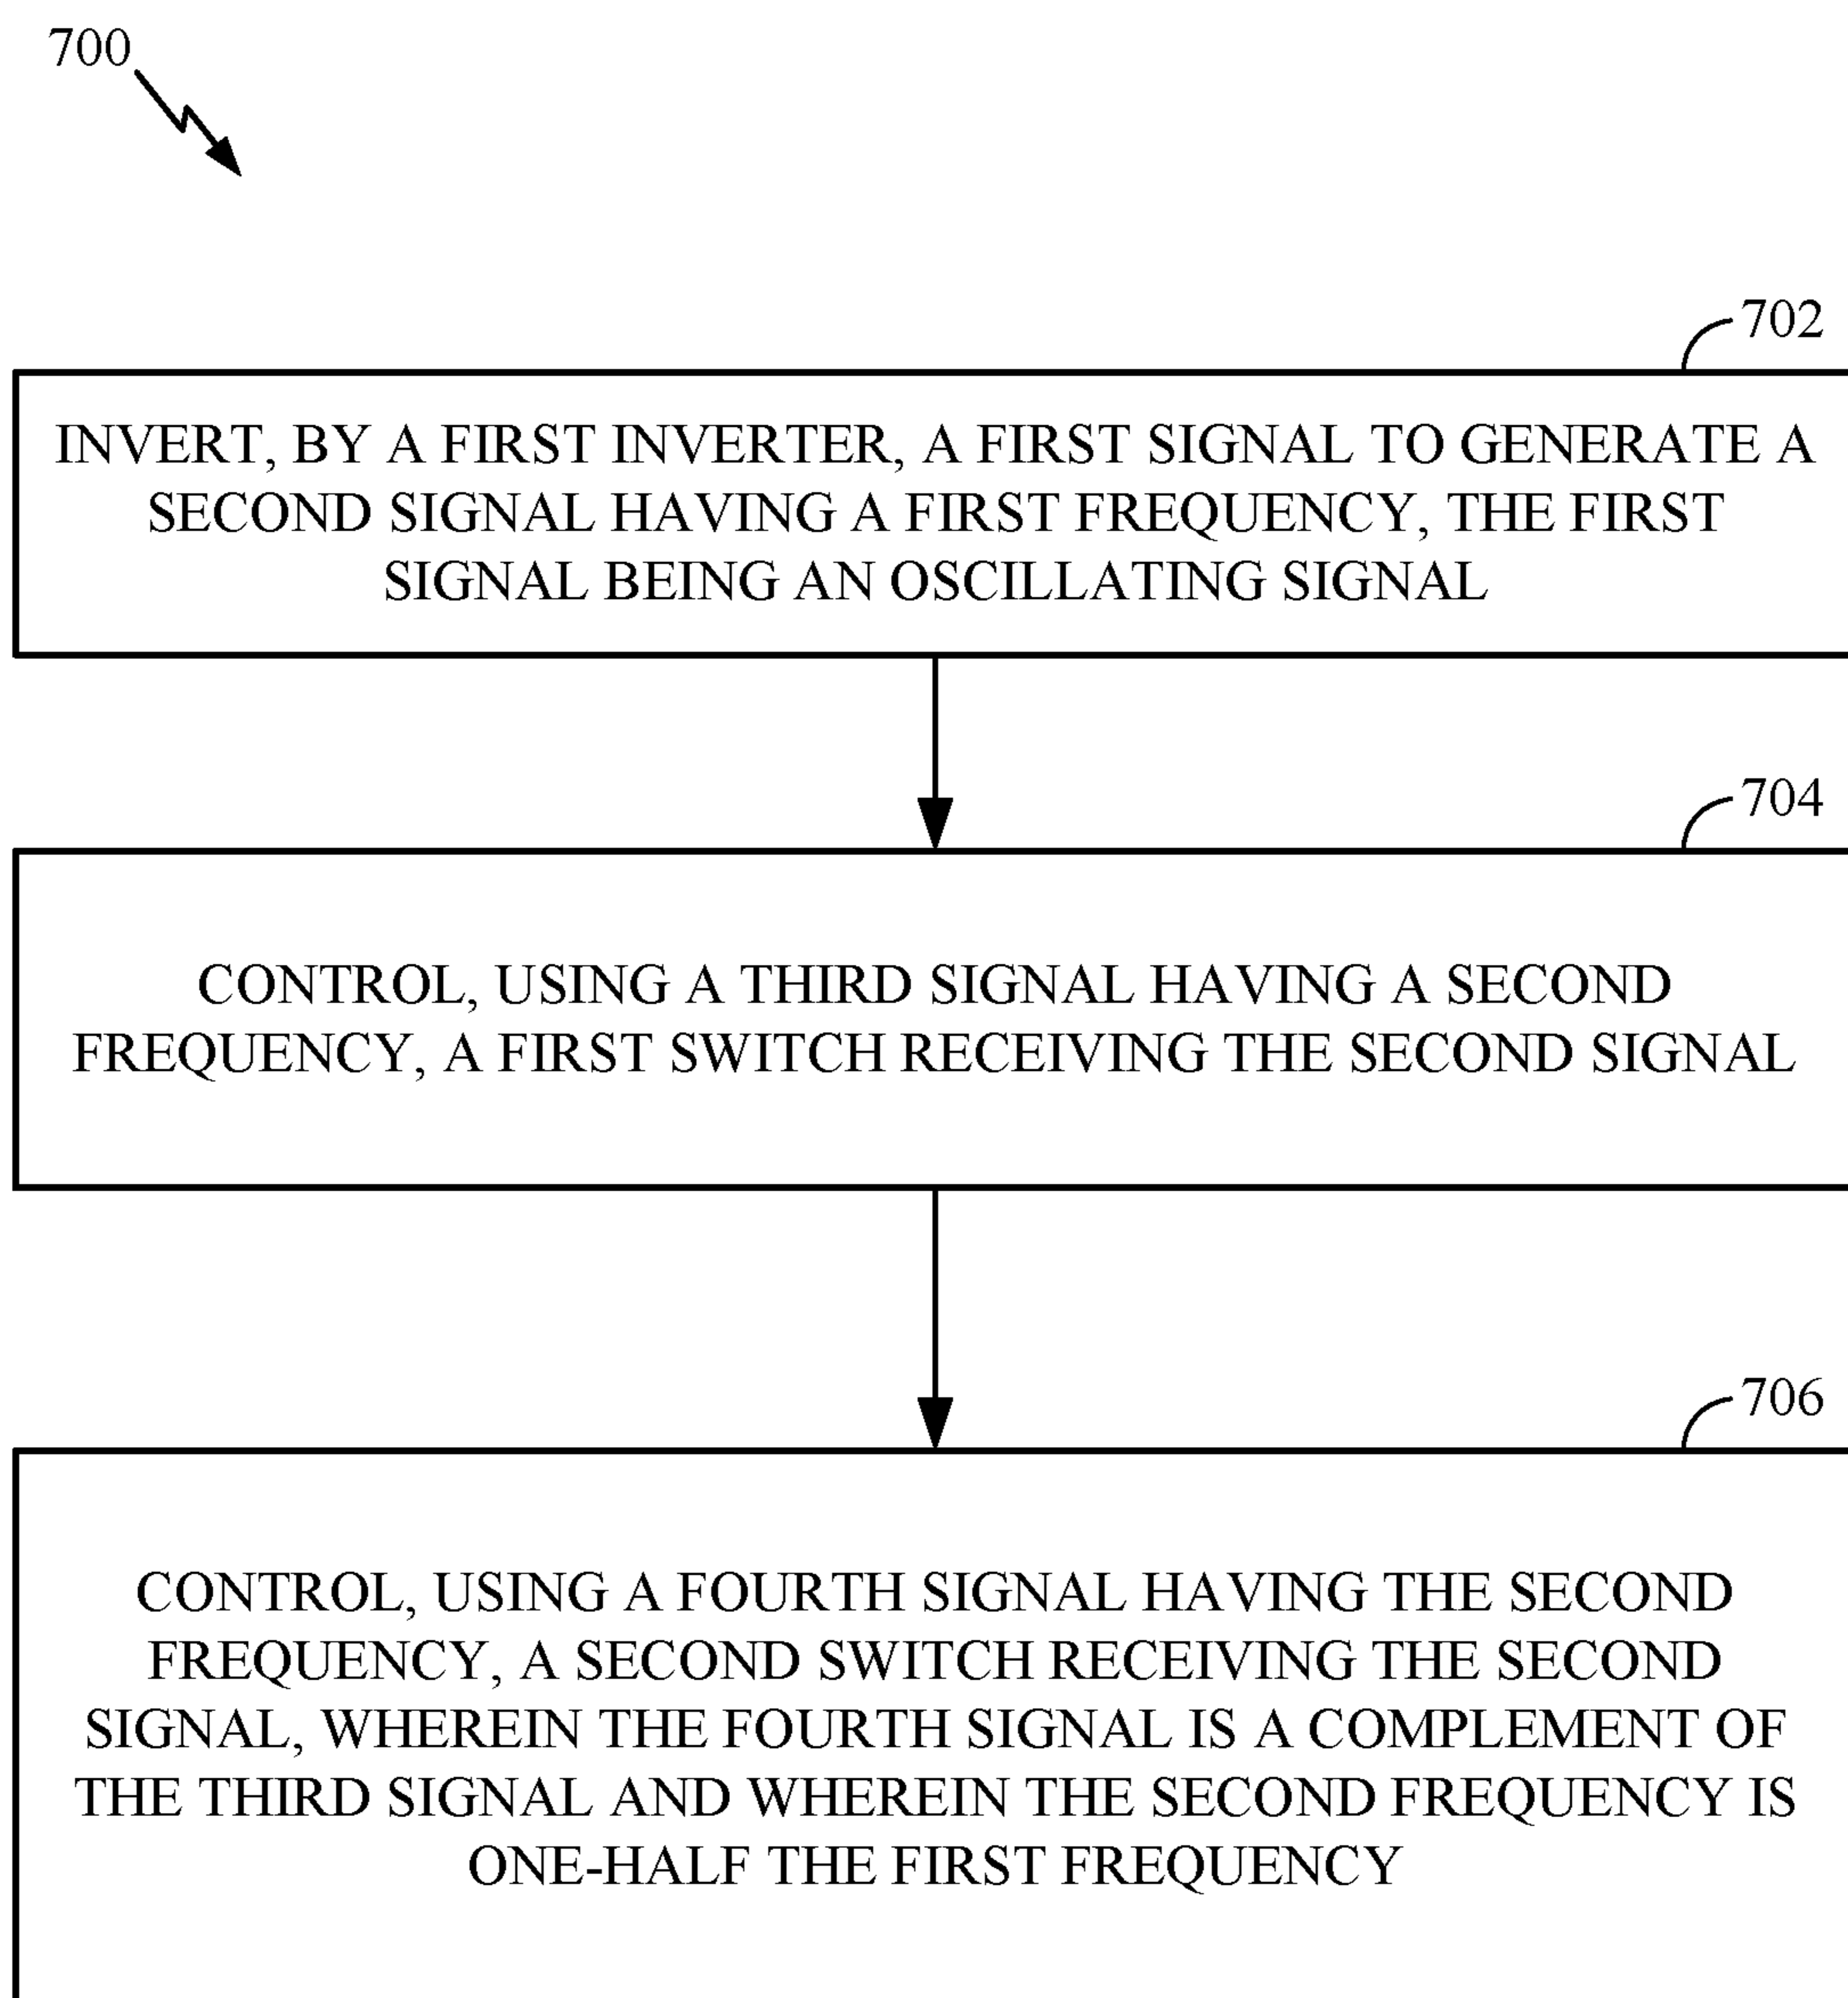 700
702
INVERT, BY A FIRST INVERTER, A FIRST SIGNAL TO GENERATE A
SECOND SIGNAL HAVING A FIRST FREQUENCY, THE FIRST
SIGNAL BEING AN OSCILLATING SIGNAL
704
CONTROL, USING A THIRD SIGNAL HAVING A SECOND
FREQUENCY, A FIRST SWITCH RECEIVING THE SECOND SIGNAL
706
CONTROL, USING A FOURTH SIGNAL HAVING THE SECOND
FREQUENCY, A SECOND SWITCH RECEIVING THE SECOND
SIGNAL, WHEREIN THE FOURTH SIGNAL IS A COMPLEMENT OF
THE THIRD SIGNAL AND WHEREIN THE SECOND FREQUENCY IS
ONE-HALF THE FIRST FREQUENCY